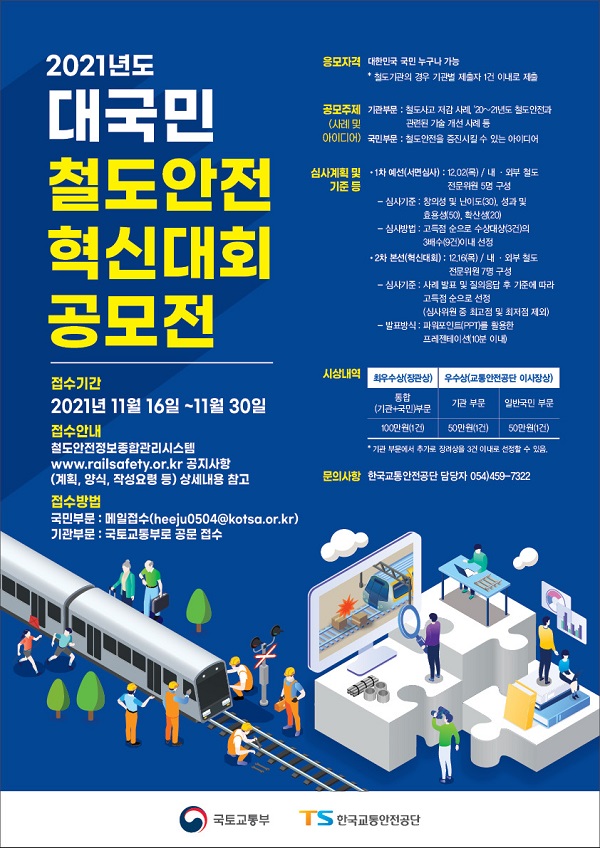 2021년도
대국민
철도안전
혁신대회
공모전
접수기간
2021년 11월 16일 ~11월 30일
접수안내
철도안전정보종합관리시스템
www.railsafety.or.kr 공지사항
(계획, 양식, 작성요령 등) 상세내용 참고
접수방법
국민부문 : 메일접수(heeju0504@kotsa.or.kr)
기관부문 : 국토교통부로 공문 접수
응모자격 대한민국 국민 누구나 가능
* 철도기관의 경우 기관별 제출자 1건 이내로 제출
공모주제 기관부문 : 철도사고 저감 사례, '20~21년도 철도안전과
(사례 및 관련된 기술 개선 사례 등
아이디어) 국민부문 : 철도안전을 증진시킬 수 있는 아이디어
심사계획 및 • 1차 예선(서면심사) : 12.02(목) / 내 · 외부 철도
기준 등 전문위원 5명 구성
– 심사기준 : 창의성 및 난이도(30), 성과 및
효용성(50), 확산성(20)
– 심사방법 : 고득점 순으로 수상대상(3건)의
3배수(9건)이내 선정
• 2차 본선(혁신대회) : 12.16(목) / 내 · 외부 철도
전문위원 7명 구성
– 심사기준 : 사례 발표 및 질의응답 후 기준에 따라
고득점 순으로 선정
(심사위원 중 최고점 및 최저점 제외)
– 발표방식 : 파워포인트(PPT)를 활용한
프레젠테이션(10분 이내)
시상내역 최우수상(장관상) 우수상(교통안전공단 이사장상)
통합 기관 부문 일반국민 부문
(기관+국민)부문
100만원(1건) 50만원(1건) 50만원(1건)
* 기관 부문에서 추가로 장려상을 3건 이내로 선정할 수 있음.
문의사항 한국교통안전공단 담당자 054)459-7322
국토교통부 TS 한국교통안전공단